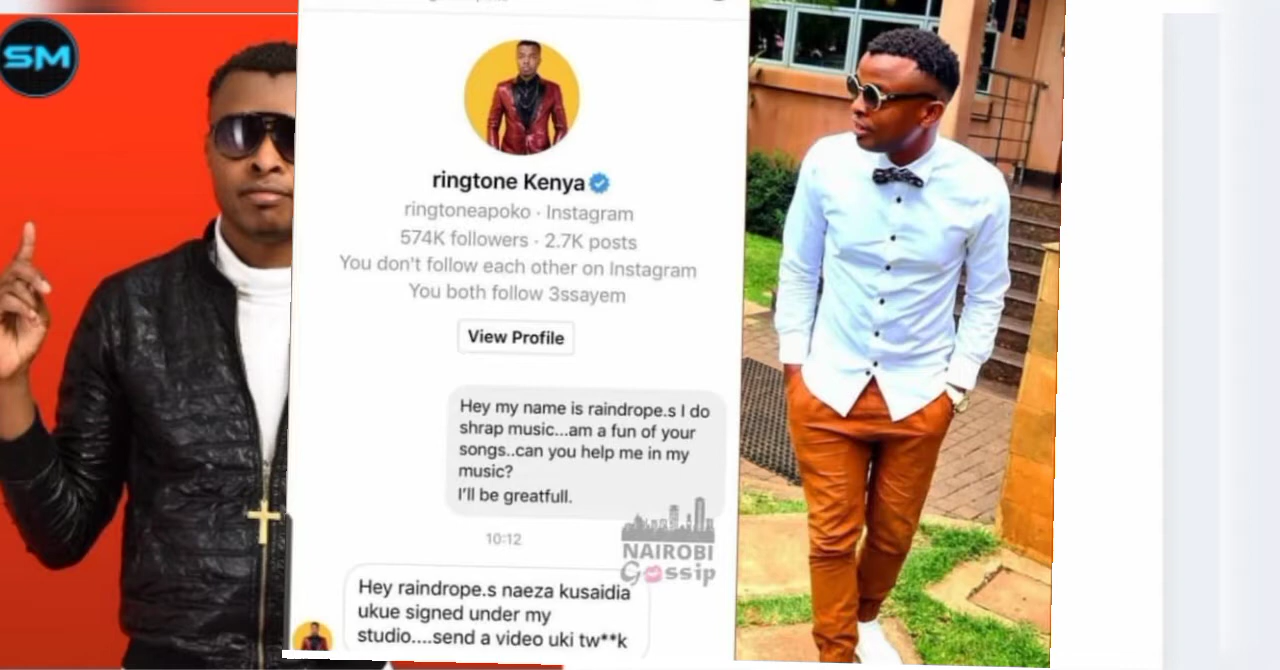 SM
ringtone Kenya
ringtoneapoko · Instagram
574K followers · 2.7K posts
You don't follow each other on Instagram
You both follow 3ssayem
View Profile
Hey my name is raindrope.s I do
shrap music...am a fun of your
songs..can you help me in my
music?
I'll be greatfull.
10:12
NAIROBI
Gossip
Hey raindrope.s naeza kusaidia
ukue signed under my
studio....send a video uki tw**k